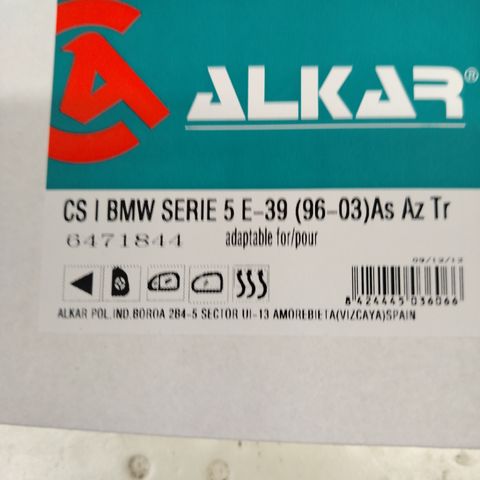 ALKAR®
CS I BMW SERIE 5 E-39 (96-03)As Az Tr
6471844 adaptable for/pour
09/12/12
8 424445 036066
ALKAR POL.IND.BOROA 2B4-5 SECTOR UI-13 AMOREBIETA(VIZCAYA)SPAIN